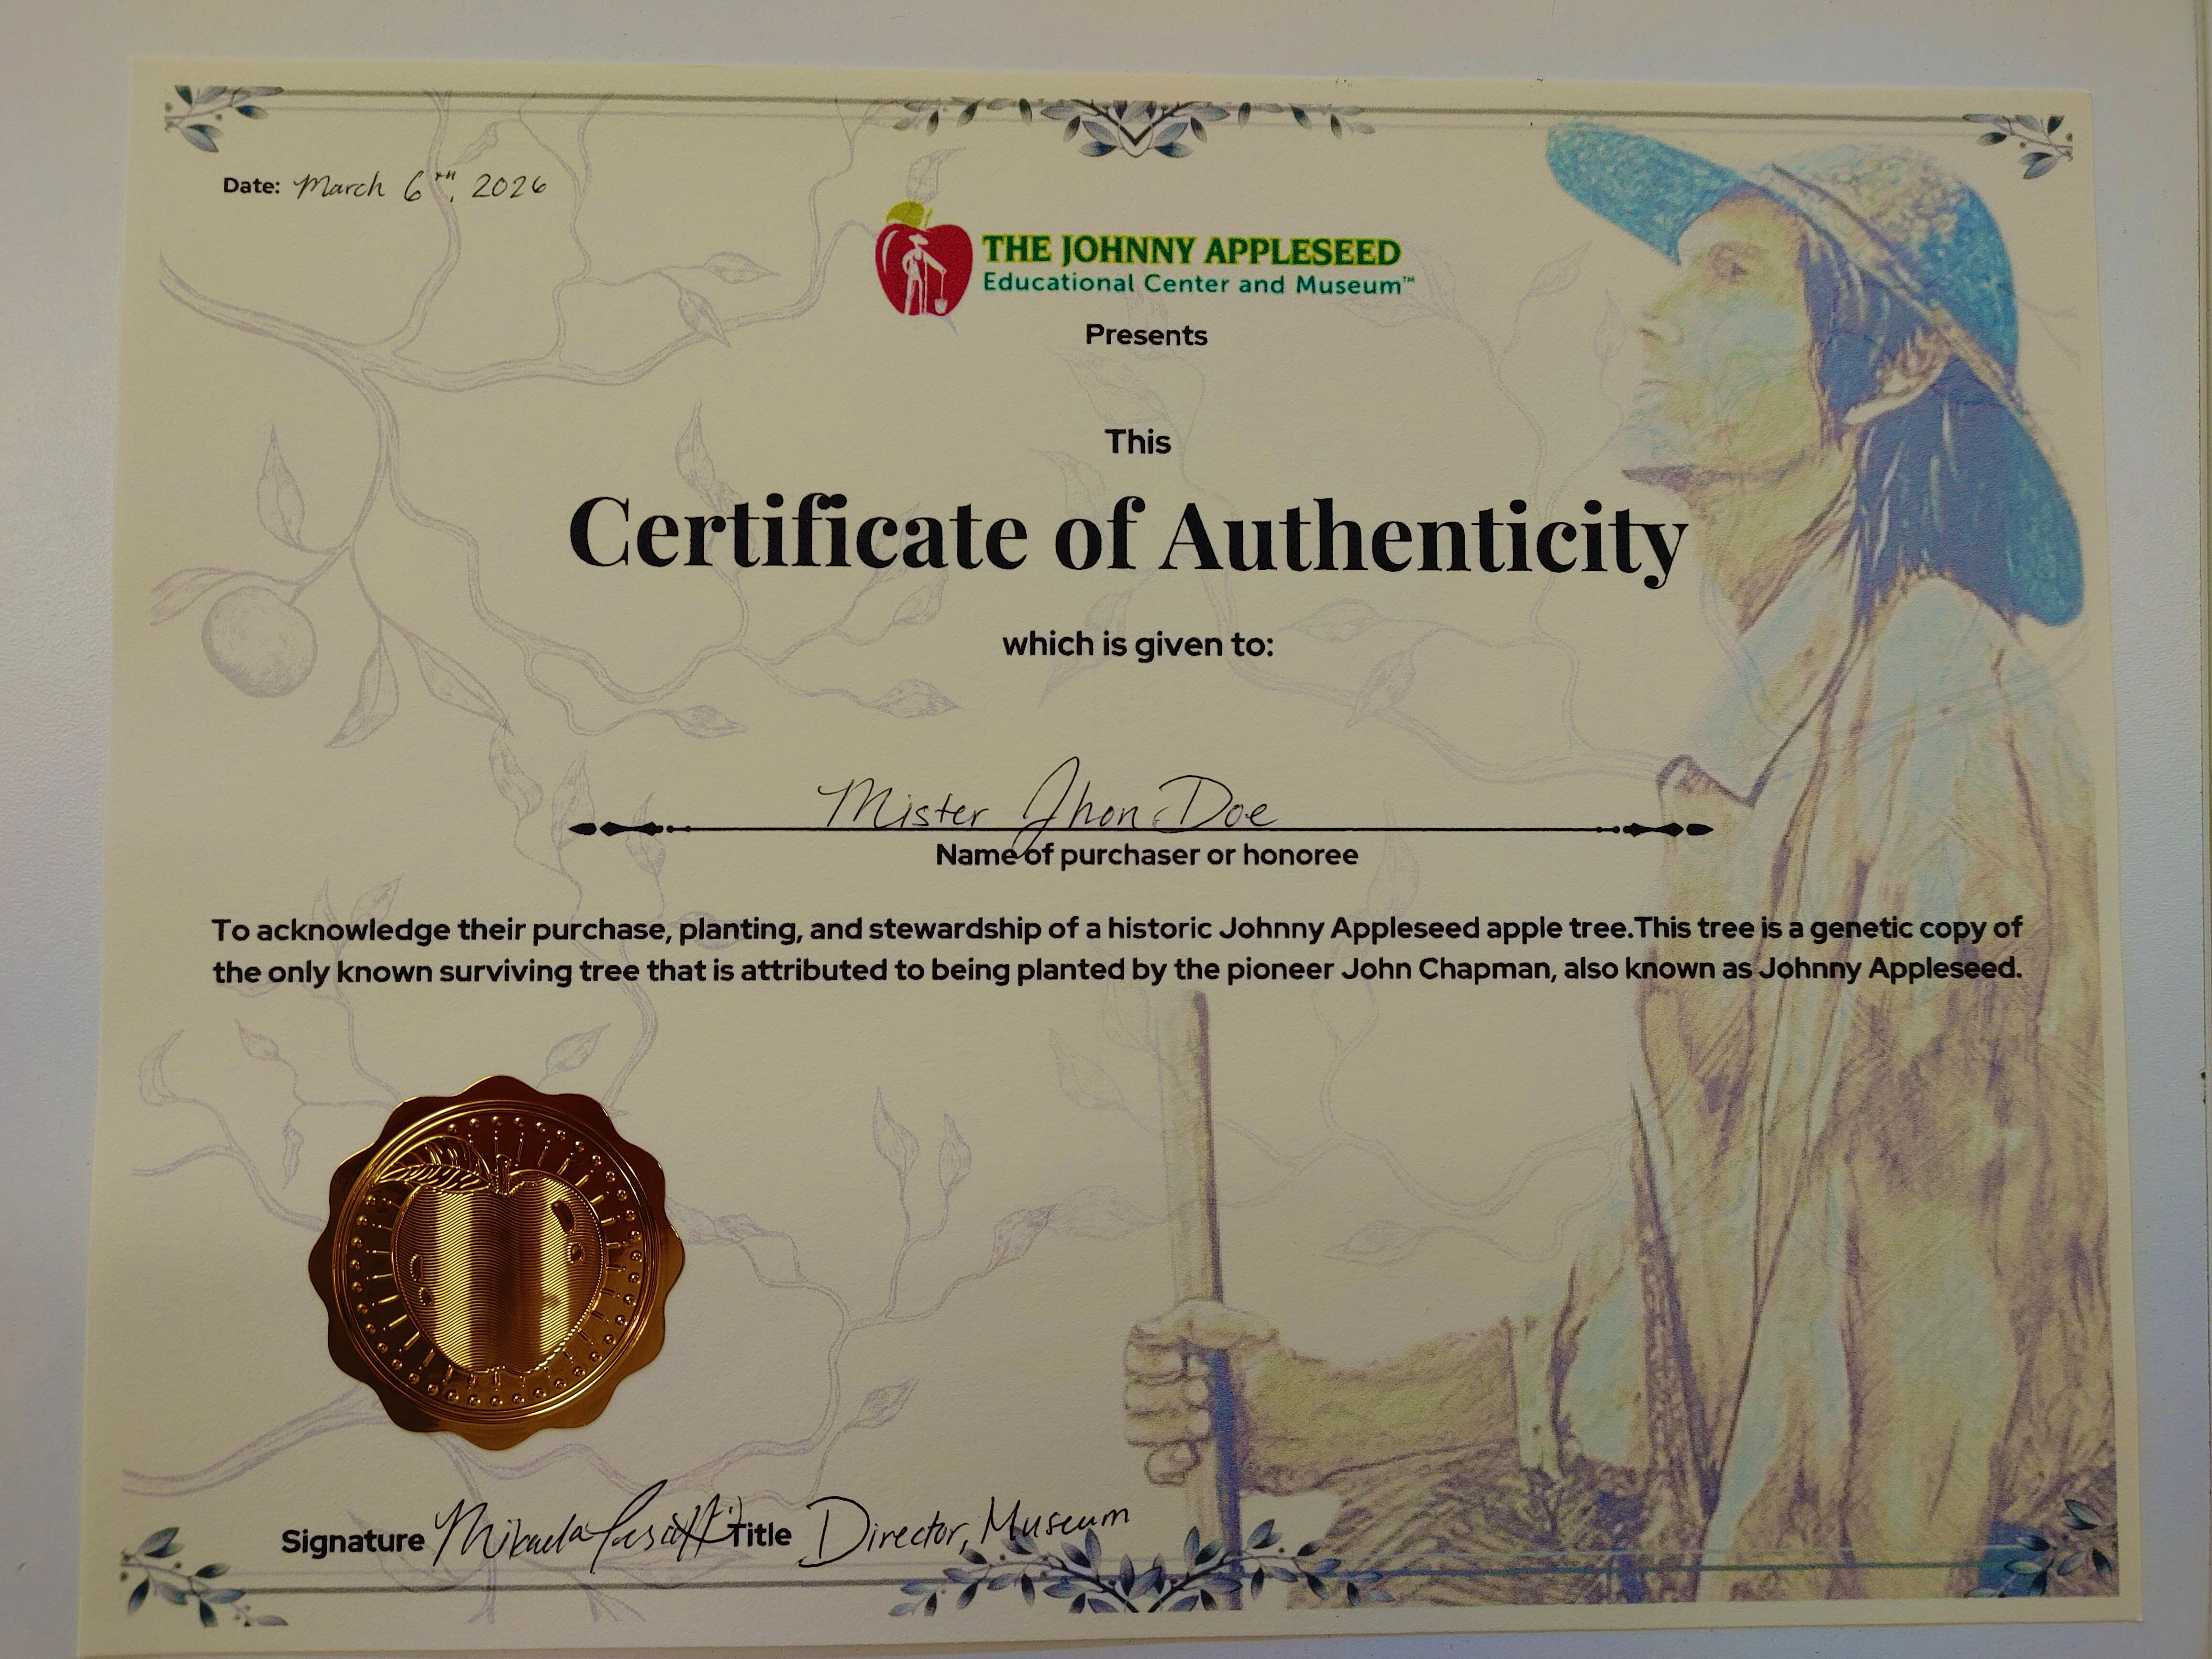 Date: March 6th, 2026
THE JOHNNY APPLESEED
Educational Center and Museum™
Presents
This
Certificate of Authenticity
which is given to:
Mister Jhon Doe
Name of purchaser or honoree
To acknowledge their purchase, planting, and stewardship of a historic Johnny Appleseed apple tree.This tree is a genetic copy of
the only known surviving tree that is attributed to being planted by the pioneer John Chapman, also known as Johnny Appleseed.
Signature Mikaela Title Director, Museum